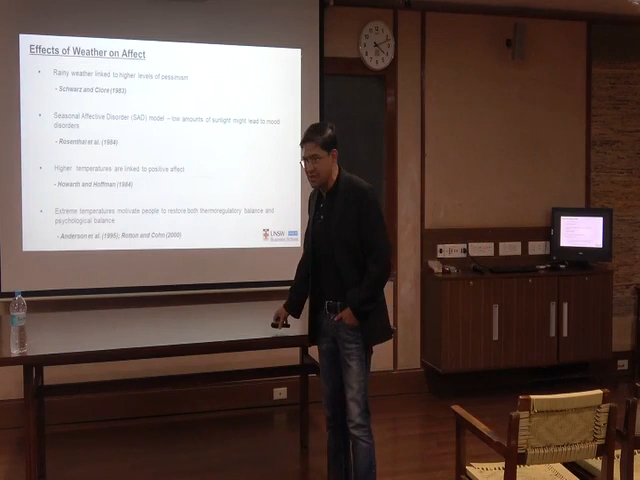 Effects of Weather on Affect
Rainy weather linked to higher levels of pessimism
- Schwarz and Clore (1983)
Seasonal Affective Disorder (SAD) model – low amounts of sunlight might lead to mood
disorders
- Rosenthal et al. (1984)
Higher temperatures are linked to positive affect
- Howarth and Hoffman (1984)
Extreme temperatures motivate people to restore both thermoregulatory balance and
psychological balance
- Anderson et al. (1995); Rotton and Cohn (2000)
UNSW
Business School